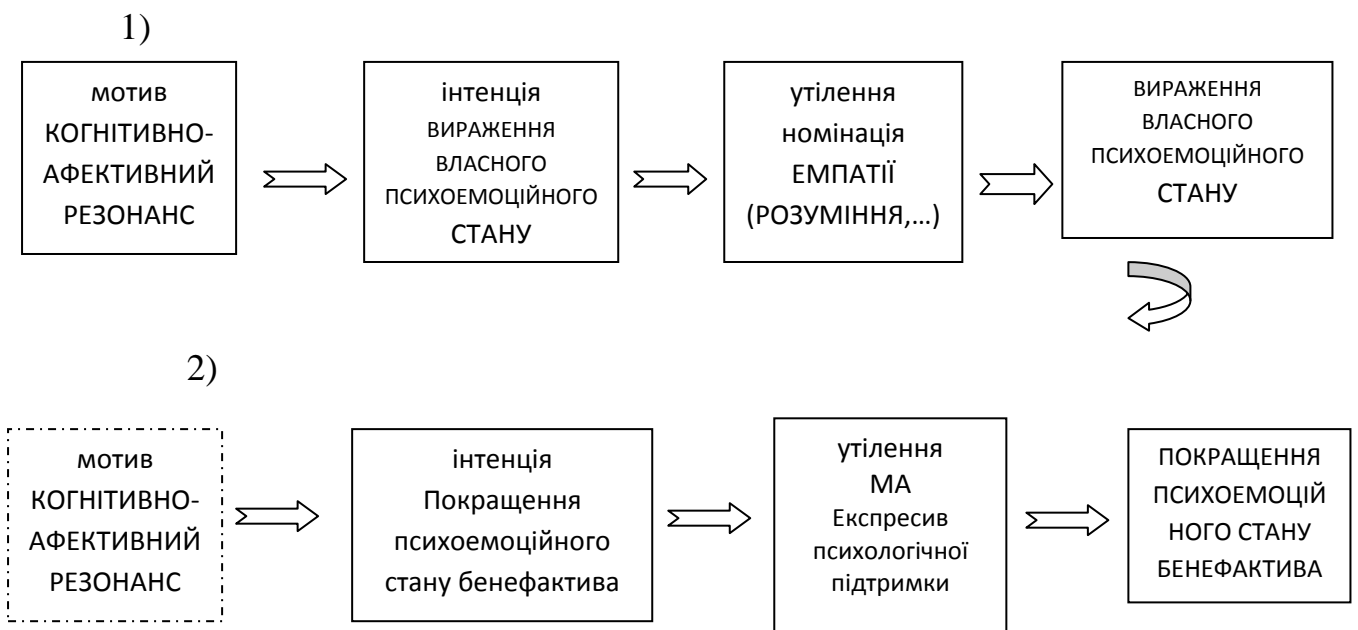 1)
мотив
КОГНІТИВНО-
АФЕКТИВНИЙ
РЕЗОНАНС
інтенція
ВИРАЖЕННЯ
ВЛАСНОГО
ПСИХОЕМОЦІЙНОГО
СТАНУ
утілення
номінація
ЕМПАТІЇ
(РОЗУМІННЯ,…)
ВИРАЖЕННЯ
ВЛАСНОГО
ПСИХОЕМОЦІЙНОГО
СТАНУ
2)
мотив
КОГНІТИВНО-
АФЕКТИВНИЙ
РЕЗОНАНС
інтенція
Покращення
психоемоційного
стану бенефактива
утілення
МА
Експресив
психологічної
підтримки
ПОКРАЩЕННЯ
ПСИХОЕМОЦІЙ
НОГО СТАНУ
БЕНЕФАКТИВА